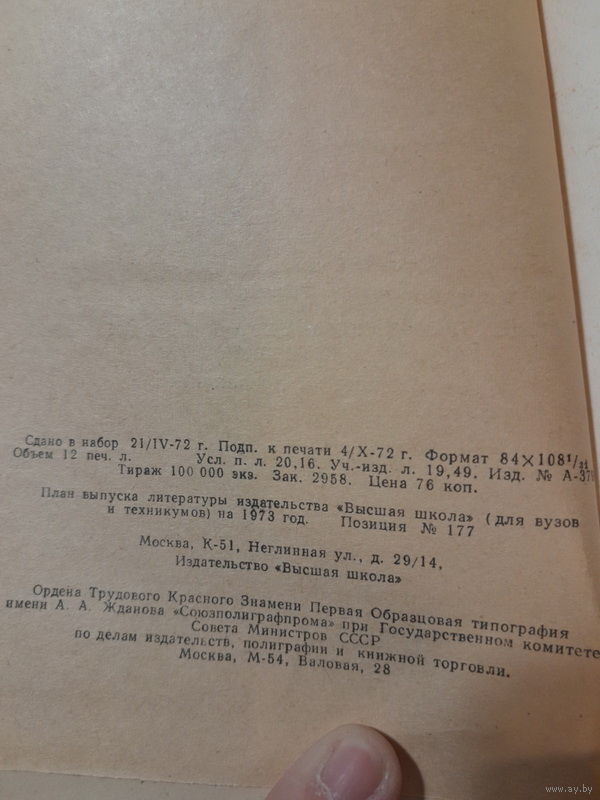 Сдано в набор 21/IV-72 г. Подп. к печати 4/X-72 г. Формат 84×108¹/
Объем 12 печ. л. Усл. п. л. 20,16. Уч.-изд. л. 19,49. Изд. № А-37
Тираж 100 000 экз. Зак. 2958. Цена 76 коп.
План выпуска литературы издательства «Высшая школа» (для вузов
и техникумов) на 1973 год. Позиция № 177
Москва, К-51, Неглинная ул., д. 29/14,
Издательство «Высшая школа»
Ордена Трудового Красного Знамени Первая Образцовая типография
имени А. А. Жданова «Союзполиграфпрома» при Государственном комитете
Совета Министров СССР
по делам издательств, полиграфии и книжной торговли.
Москва, М-54, Валовая, 28
www.ay.by